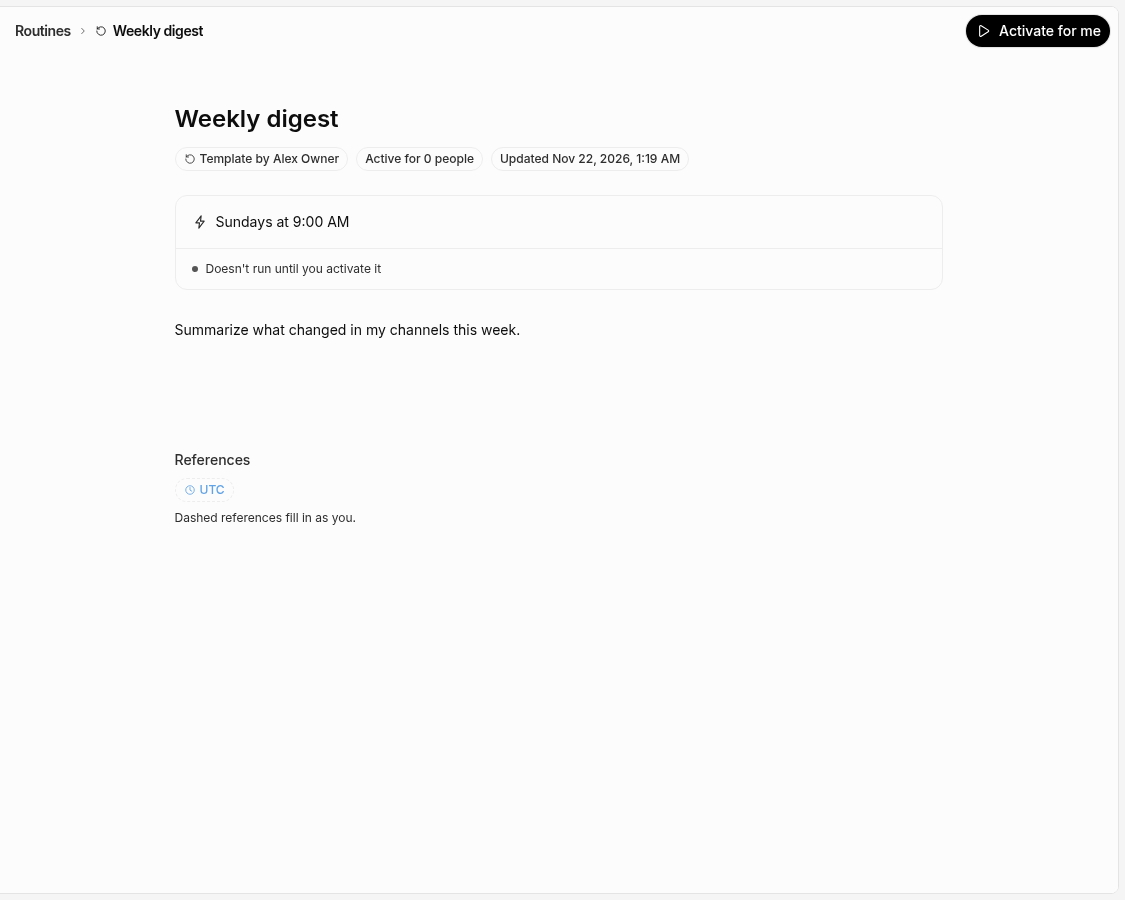 Routines › Weekly digest
Activate for me
Weekly digest
Template by Alex Owner
Active for 0 people
Updated Nov 22, 2026, 1:19 AM
Sundays at 9:00 AM
Doesn't run until you activate it
Summarize what changed in my channels this week.
References
UTC
Dashed references fill in as you.